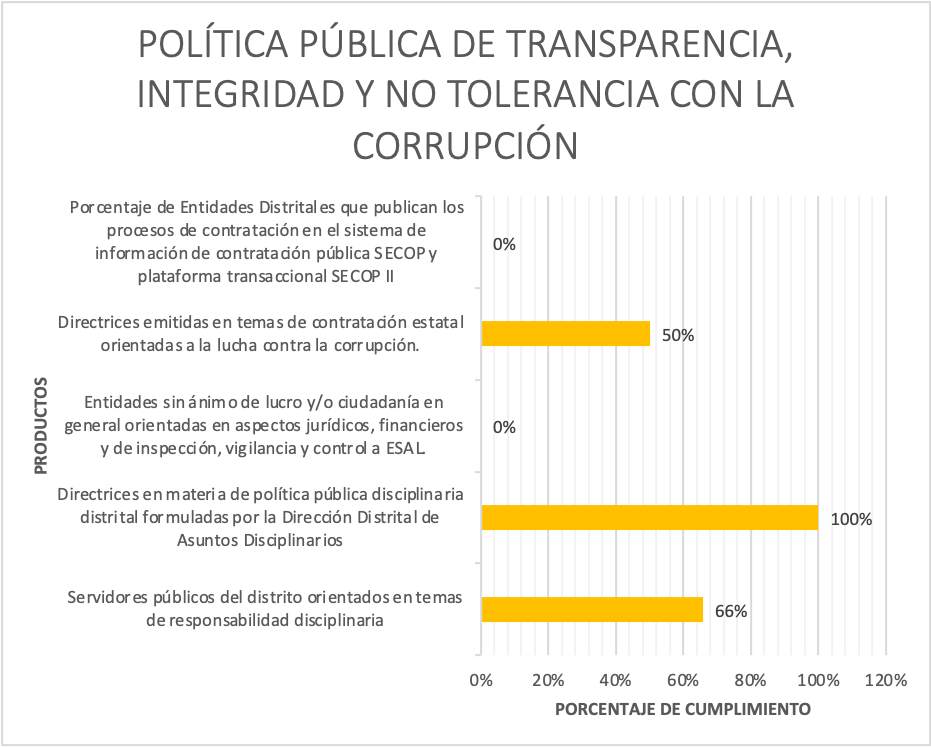 POLÍTICA PÚBLICA DE TRANSPARENCIA,
INTEGRIDAD Y NO TOLERANCIA CON LA
CORRUPCIÓN
PRODUCTOS
Porcentaje de Entidades Distritales que publican los
procesos de contratación en el sistema de
información de contratación pública SECOP y
plataforma transaccional SECOP II
0%
Directrices emitidas en temas de contratación estatal
orientadas a la lucha contra la corrupción.
50%
Entidades sin ánimo de lucro y/o ciudadanía en
general orientadas en aspectos jurídicos, financieros
y de inspección, vigilancia y control a ESAL.
0%
Directrices en materia de política pública disciplinaria
distrital formuladas por la Dirección Distrital de
Asuntos Disciplinarios
100%
Servidores públicos del distrito orientados en temas
de responsabilidad disciplinaria
66%
0% 20% 40% 60% 80% 100% 120%
PORCENTAJE DE CUMPLIMIENTO